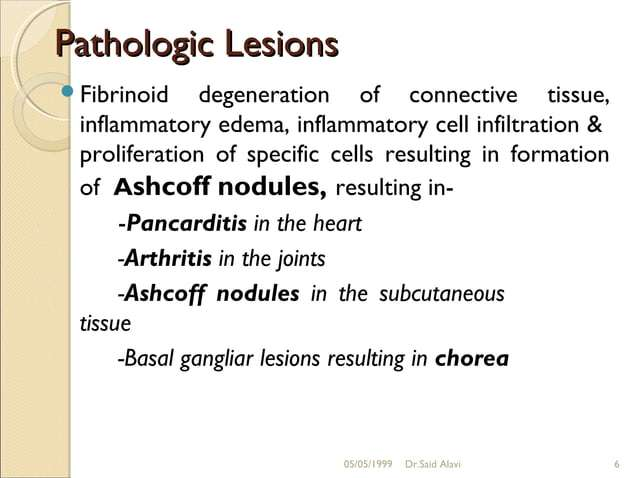 Pathologic Lesions
Fibrinoid degeneration of connective tissue,
inflammatory edema, inflammatory cell infiltration &
proliferation of specific cells resulting in formation
of Ashcoff nodules, resulting in-
-Pancarditis in the heart
-Arthritis in the joints
-Ashcoff nodules in the subcutaneous
tissue
-Basal gangliar lesions resulting in chorea
05/05/1999 Dr.Said Alavi 6